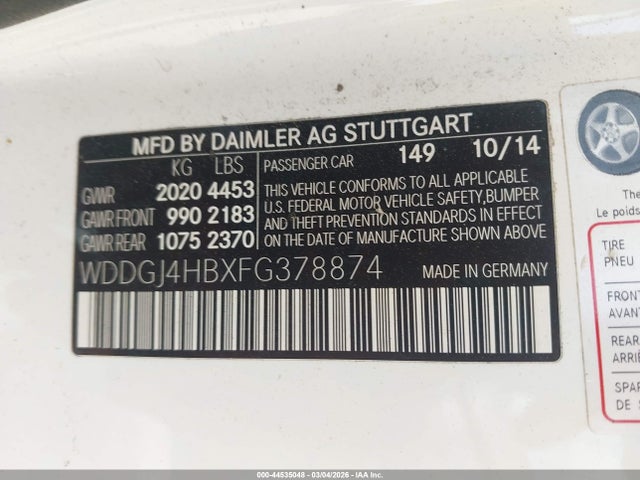 MFD BY DAIMLER AG STUTTGART
KG LBS PASSENGER CAR 149 10/14
GVWR 2020 4453
GAWR FRONT 990 2183
GAWR REAR 1075 2370
THIS VEHICLE CONFORMS TO ALL APPLICABLE
U.S. FEDERAL MOTOR VEHICLE SAFETY, BUMPER
AND THEFT PREVENTION STANDARDS IN EFFECT
ON THE DATE OF MANUFACTURE SHOWN ABOVE
WDDGJ4HBXFG378874 MADE IN GERMANY
The
Le poids
TIRE
PNEU
FRONT
AVANT
REAR
ARRIÈ
SPAR
DE
000-44535048 - 03/04/2026 - IAAI.CA